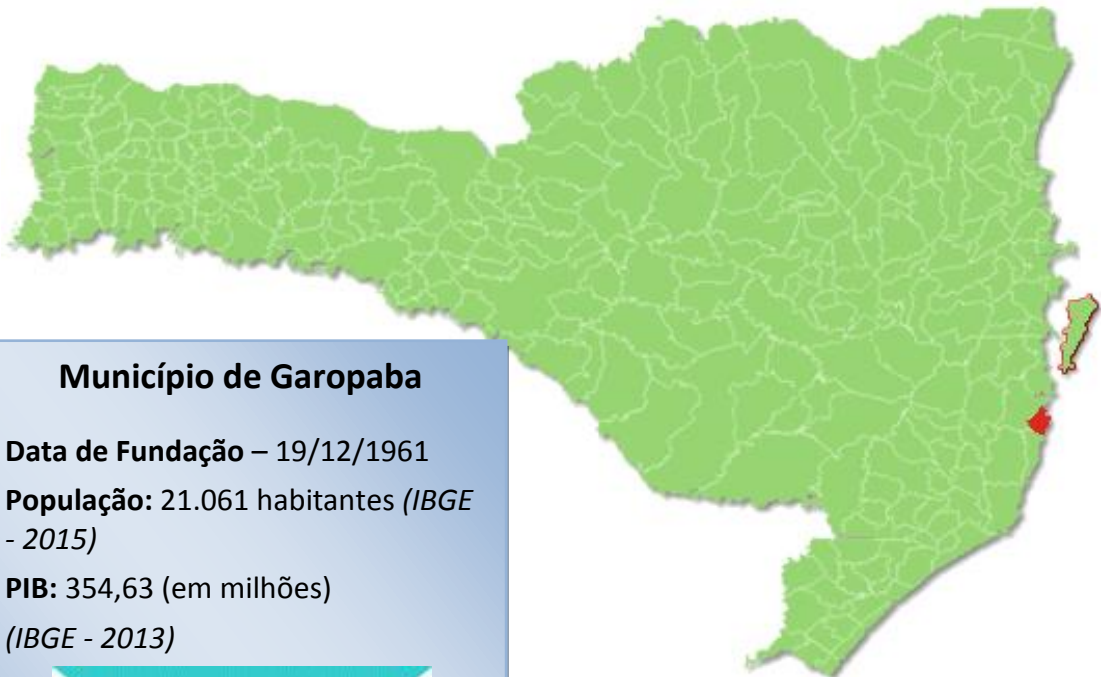 Município de Garopaba
Data de Fundação – 19/12/1961
População: 21.061 habitantes (IBGE
- 2015)
PIB: 354,63 (em milhões)
(IBGE - 2013)